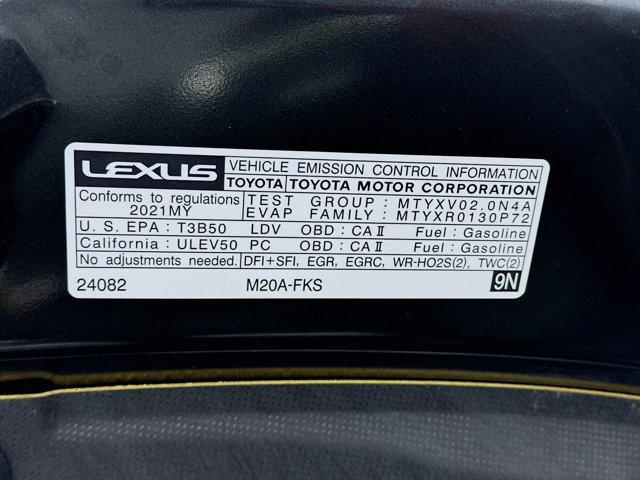 LEXUS VEHICLE EMISSION CONTROL INFORMATION
TOYOTA TOYOTA MOTOR CORPORATION
Conforms to regulations TEST GROUP : MTYXV02.0N4A
2021MY EVAP FAMILY : MTYXR0130P72
U. S. EPA : T3B50 LDV OBD : CA II Fuel : Gasoline
California : ULEV50 PC OBD : CA II Fuel : Gasoline
No adjustments needed. DFI+SFI, EGR, EGRC, WR-HO2S(2), TWC(2)
24082 M20A-FKS 9N